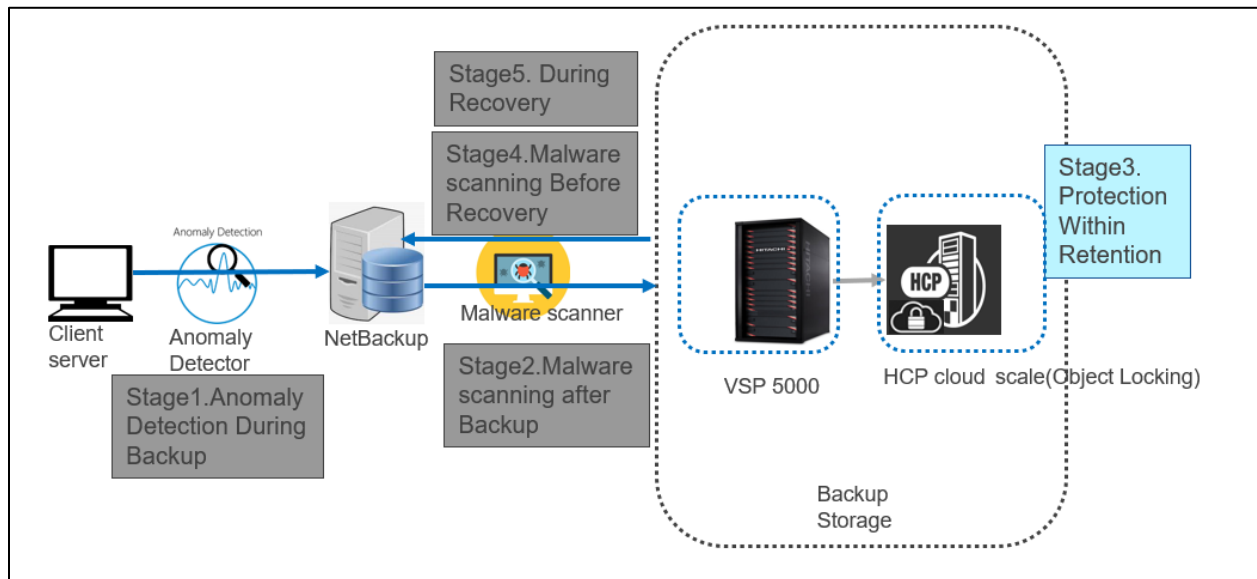 Stage5. During
Recovery
Stage4.Malware
scanning Before
Recovery
Stage3.
Protection
Within
Retention
Anomaly Detection
HITACHI
HITACHI
HCP
Client
server
Anomaly
Detector
NetBackup
Malware scanner
Stage2.Malware
scanning after
Backup
Stage1.Anomaly
Detection During
Backup
VSP 5000
HCP cloud scale(Object Locking)
Backup
Storage